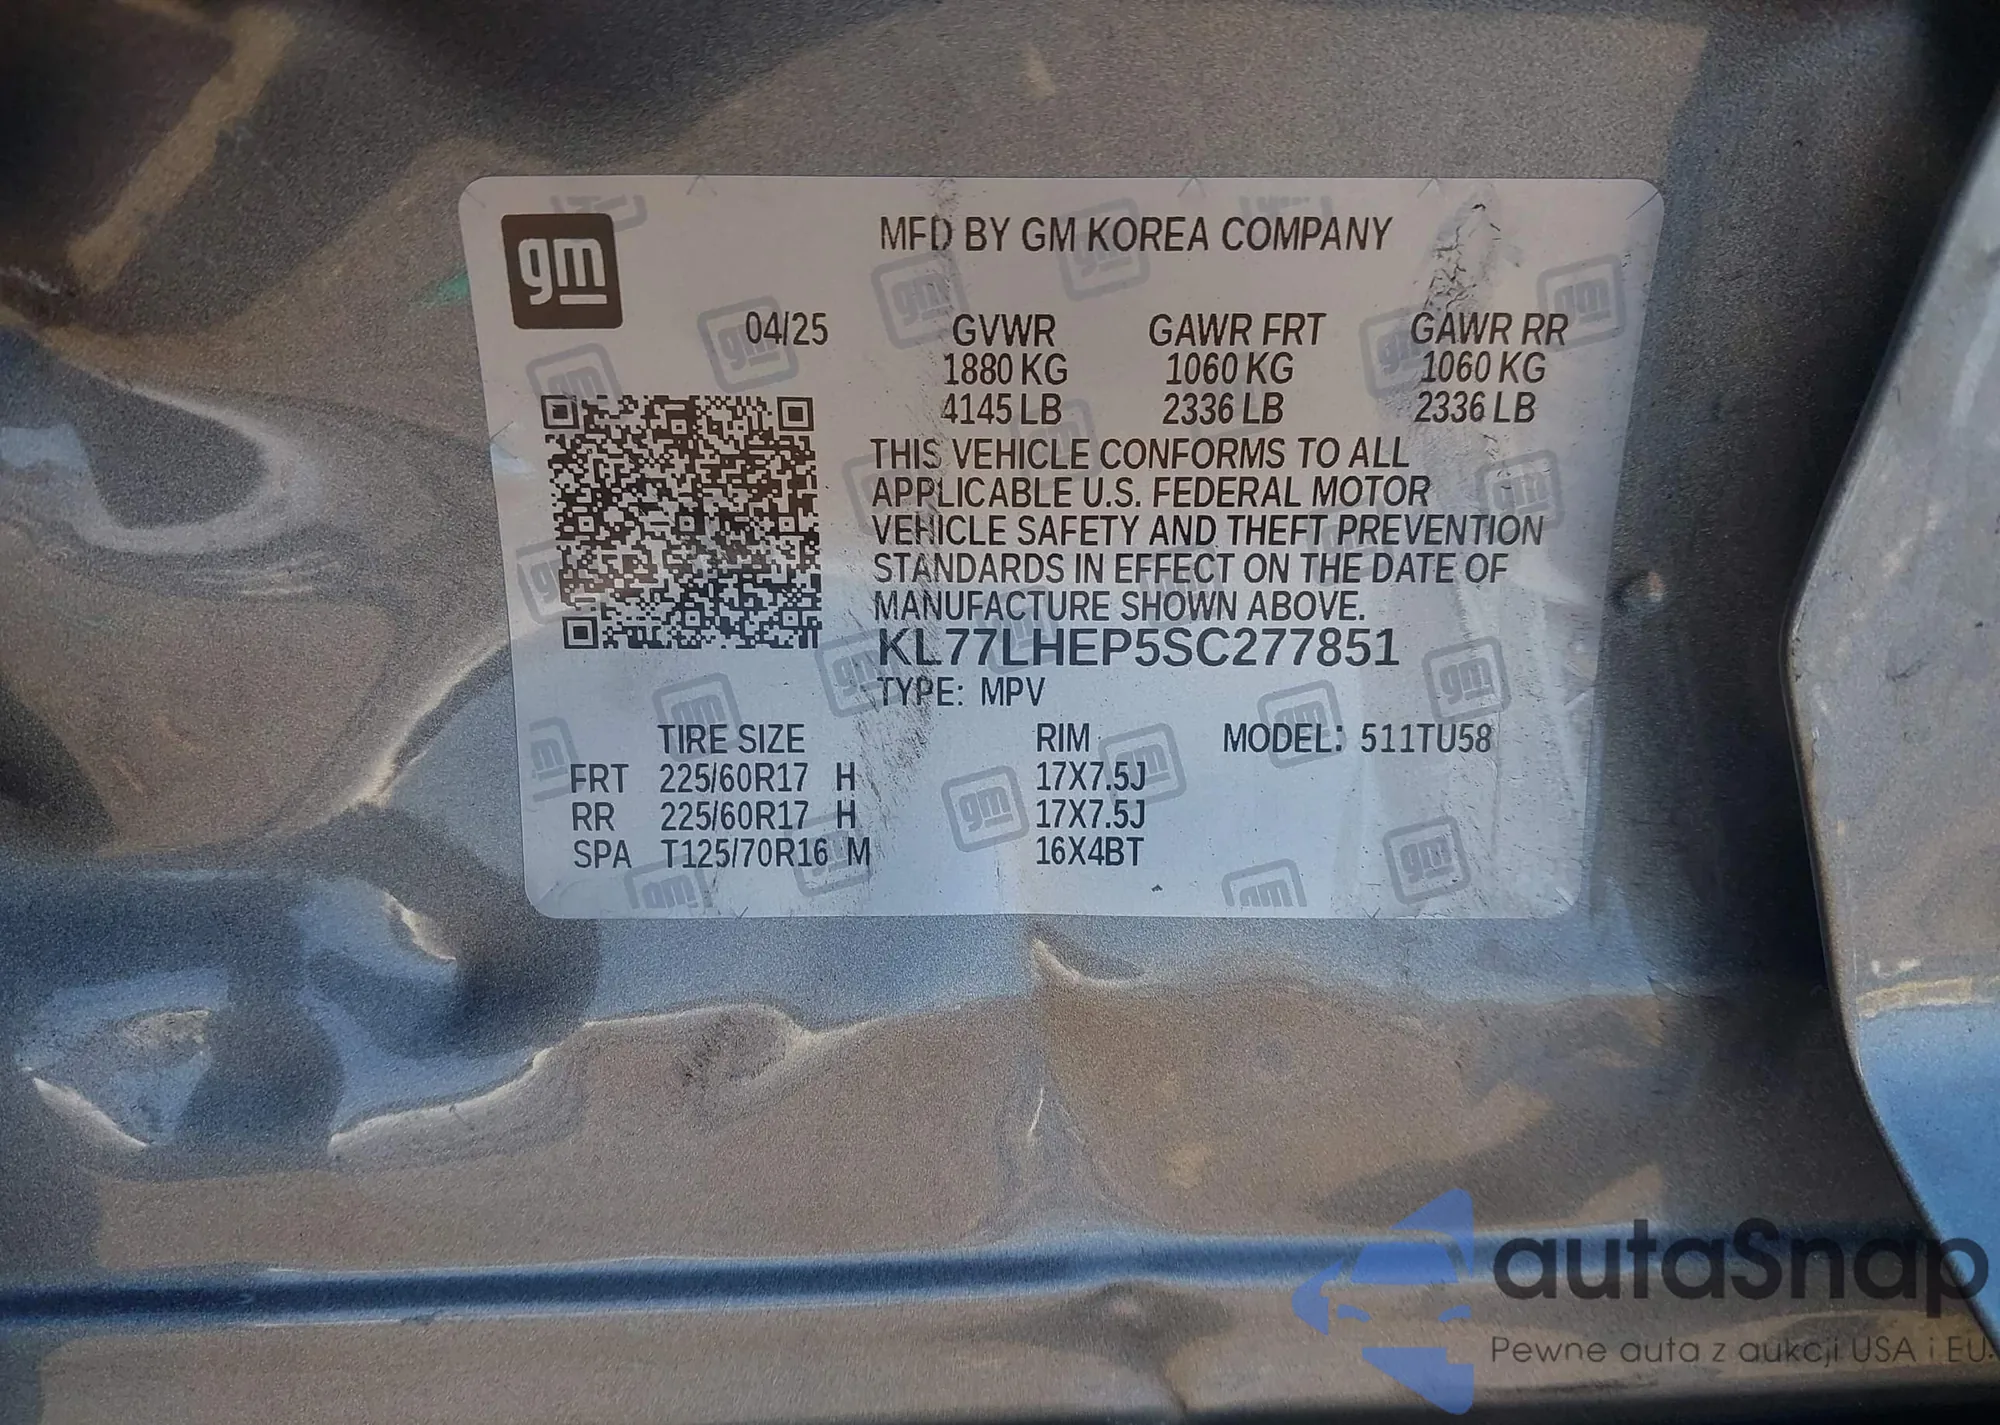 gm
MFD BY GM KOREA COMPANY
04/25 GVWR GAWR FRT GAWR RR
1880 KG 1060 KG 1060 KG
4145 LB 2336 LB 2336 LB
THIS VEHICLE CONFORMS TO ALL
APPLICABLE U.S. FEDERAL MOTOR
VEHICLE SAFETY AND THEFT PREVENTION
STANDARDS IN EFFECT ON THE DATE OF
MANUFACTURE SHOWN ABOVE.
KL77LHEP5SC277851
TYPE: MPV
TIRE SIZE RIM MODEL: 511TU58
FRT 225/60R17 H 17X7.5J
RR 225/60R17 H 17X7.5J
SPA T125/70R16 M 16X4BT
autaSnap
Pewne auta z aukcji USA i EU.